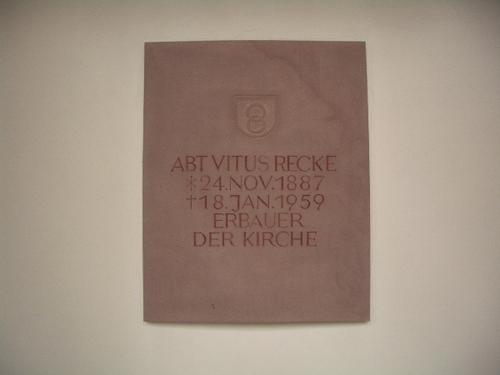 ABT VITUS RECKE
*24.NOV.1887
†18.JAN.1959
ERBAUER
DER KIRCHE